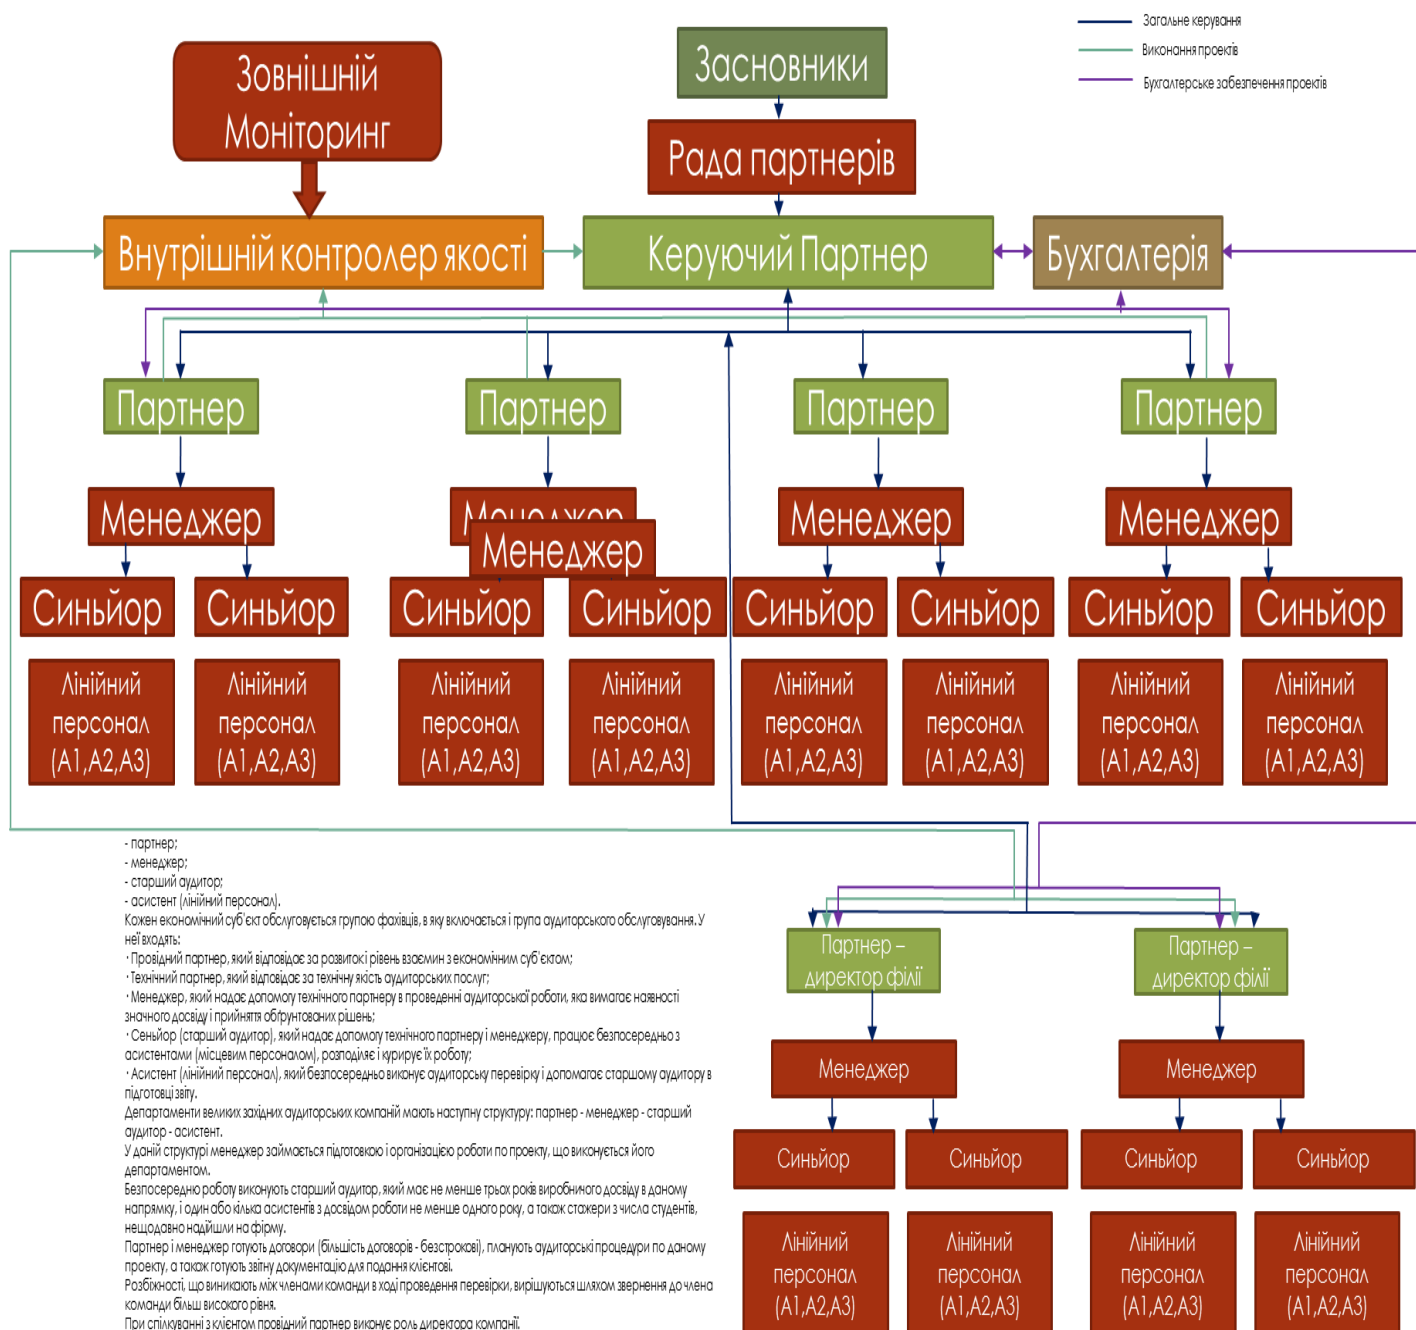 Загальне керування
Виконання проектів
Бухгалтерське забезпечення проектів
Зовнішній
Моніторинг
Засновники
Рада партнерів
Внутрішній контролер якості
Керуючий Партнер
Бухгалтерія
Партнер
Партнер
Партнер
Партнер
Менеджер
Менеджер
Менеджер
Менеджер
Менеджер
Синьйор
Синьйор
Синьйор
Синьйор
Синьйор
Синьйор
Синьйор
Синьйор
Лінійний
персонал
(А1,А2,А3)
Лінійний
персонал
(А1,А2,А3)
Лінійний
персонал
(А1,А2,А3)
Лінійний
персонал
(А1,А2,А3)
Лінійний
персонал
(А1,А2,А3)
Лінійний
персонал
(А1,А2,А3)
Лінійний
персонал
(А1,А2,А3)
Лінійний
персонал
(А1,А2,А3)
- партнер;
- менеджер;
- старший аудитор;
- асистент (лінійний персонал).
Кожен економічний суб'єкт обслуговується групою фахівців, в яку включається і група аудиторського обслуговування. У
неї входять:
· Провідний партнер, який відповідає за розвиток і рівень взаємин з економічним суб'єктом;
· Технічний партнер, який відповідає за технічну якість аудиторських послуг;
· Менеджер, який надає допомогу технічного партнеру в проведенні аудиторської роботи, яка вимагає наявності
значного досвіду і прийняття обґрунтованих рішень;
· Сеньйор (старший аудитор), який надає допомогу технічного партнеру і менеджеру, працює безпосередньо з
асистентами (місцевим персоналом), розподіляє і курирує їх роботу;
· Асистент (лінійний персонал), який безпосередньо виконує аудиторську перевірку і допомагає старшому аудитору в
підготовці звіту.
Департаменти великих західних аудиторських компаній мають наступну структуру: партнер - менеджер - старший
аудитор - асистент.
У даній структурі менеджер займається підготовкою і організацією роботи по проекту, що виконується його
департаментом.
Безпосередню роботу виконують старший аудитор, який має не менше трьох років виробничого досвіду в даному
напрямку, і один або кілька асистентів з досвідом роботи не менше одного року, а також стажери з числа студентів,
нещодавно надійшли на фірму.
Партнер і менеджер готують договори (більшість договорів - безстрокові), планують аудиторські процедури по даному
проекту, а також готують звітну документацію для подання клієнтові.
Розбіжності, що виникають між членами команди в ході проведення перевірки, вирішуються шляхом звернення до члена
команди більш високого рівня.
При спілкуванні з клієнтом провідний партнер виконує роль директора компанії.
Партнер –
директор філії
Партнер –
директор філії
Менеджер
Менеджер
Синьйор
Синьйор
Синьйор
Синьйор
Лінійний
персонал
(А1,А2,А3)
Лінійний
персонал
(А1,А2,А3)
Лінійний
персонал
(А1,А2,А3)
Лінійний
персонал
(А1,А2,А3)